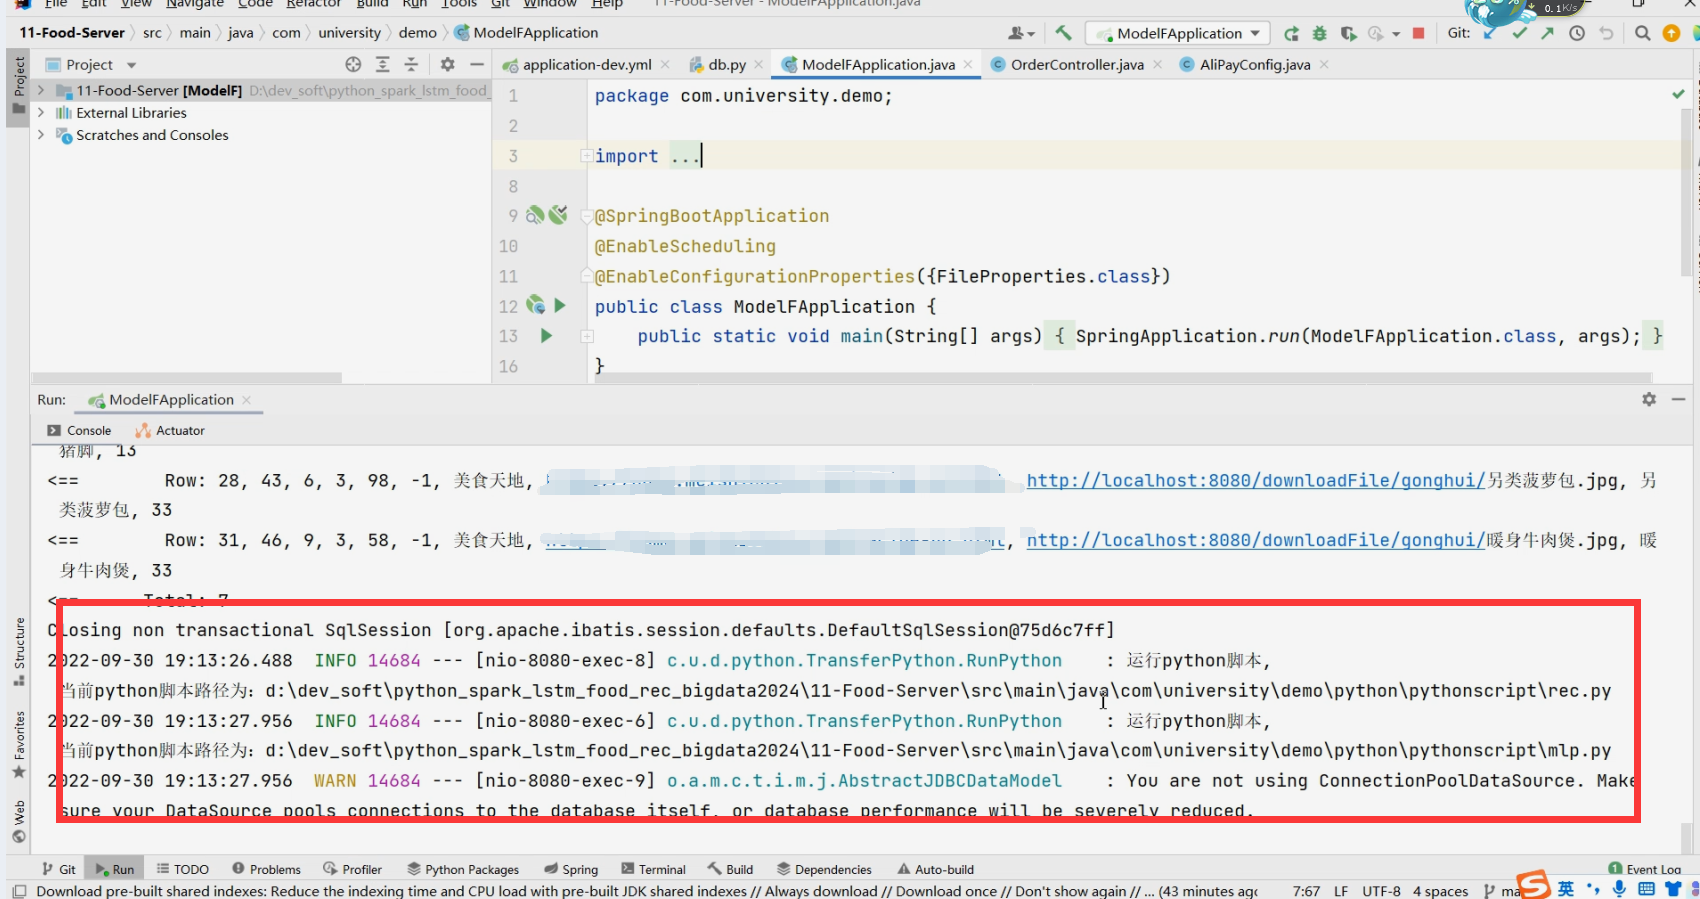 File Edit View Navigate Code Refactor Build Run Tools Git Window Help 11-Food-Server - ModelFApplication.java
0.1K/s
11-Food-Server src main java com university demo ModelFApplication
ModelFApplication Git:
Project
application-dev.yml db.py ModelFApplication.java OrderController.java AliPayConfig.java
Project
11-Food-Server [ModelF] D:\dev_soft\python_spark_lstm_food_
External Libraries
Scratches and Consoles
1 package com.university.demo;
2
3 import ...
8
9 @SpringBootApplication
10 @EnableScheduling
11 @EnableConfigurationProperties({FileProperties.class})
12 public class ModelFApplication {
13 public static void main(String[] args) { SpringApplication.run(ModelFApplication.class, args); }
16 }
Run: ModelFApplication
Console Actuator
猪脚, 13
<== Row: 28, 43, 6, 3, 98, -1, 美食天地, http://localhost:8080/downloadFile/gonghui/另类菠萝包.jpg, 另
类菠萝包, 33
<== Row: 31, 46, 9, 3, 58, -1, 美食天地, http://localhost:8080/downloadFile/gonghui/暖身牛肉煲.jpg, 暖
身牛肉煲, 33
<== Total: 7
Closing non transactional SqlSession [org.apache.ibatis.session.defaults.DefaultSqlSession@75d6c7ff]
2022-09-30 19:13:26.488 INFO 14684 --- [nio-8080-exec-8] c.u.d.python.TransferPython.RunPython : 运行python脚本,
当前python脚本路径为: d:\dev_soft\python_spark_lstm_food_rec_bigdata2024\11-Food-Server\src\main\java\com\university\demo\python\pythonscript\rec.py
2022-09-30 19:13:27.956 INFO 14684 --- [nio-8080-exec-6] c.u.d.python.TransferPython.RunPython : 运行python脚本,
当前python脚本路径为: d:\dev_soft\python_spark_lstm_food_rec_bigdata2024\11-Food-Server\src\main\java\com\university\demo\python\pythonscript\mlp.py
2022-09-30 19:13:27.956 WARN 14684 --- [nio-8080-exec-9] o.a.m.c.t.i.m.j.AbstractJDBCDataModel : You are not using ConnectionPoolDataSource. Make
sure your DataSource pools connections to the database itself, or database performance will be severely reduced.
Structure
Favorites
Web
Git Run TODO Problems Profiler Python Packages Spring Terminal Build Dependencies Auto-build 1 Event Log
Download pre-built shared indexes: Reduce the indexing time and CPU load with pre-built JDK shared indexes // Always download // Download once // Don't show again // ... (43 minutes ago 7:67 LF UTF-8 4 spaces ma
英